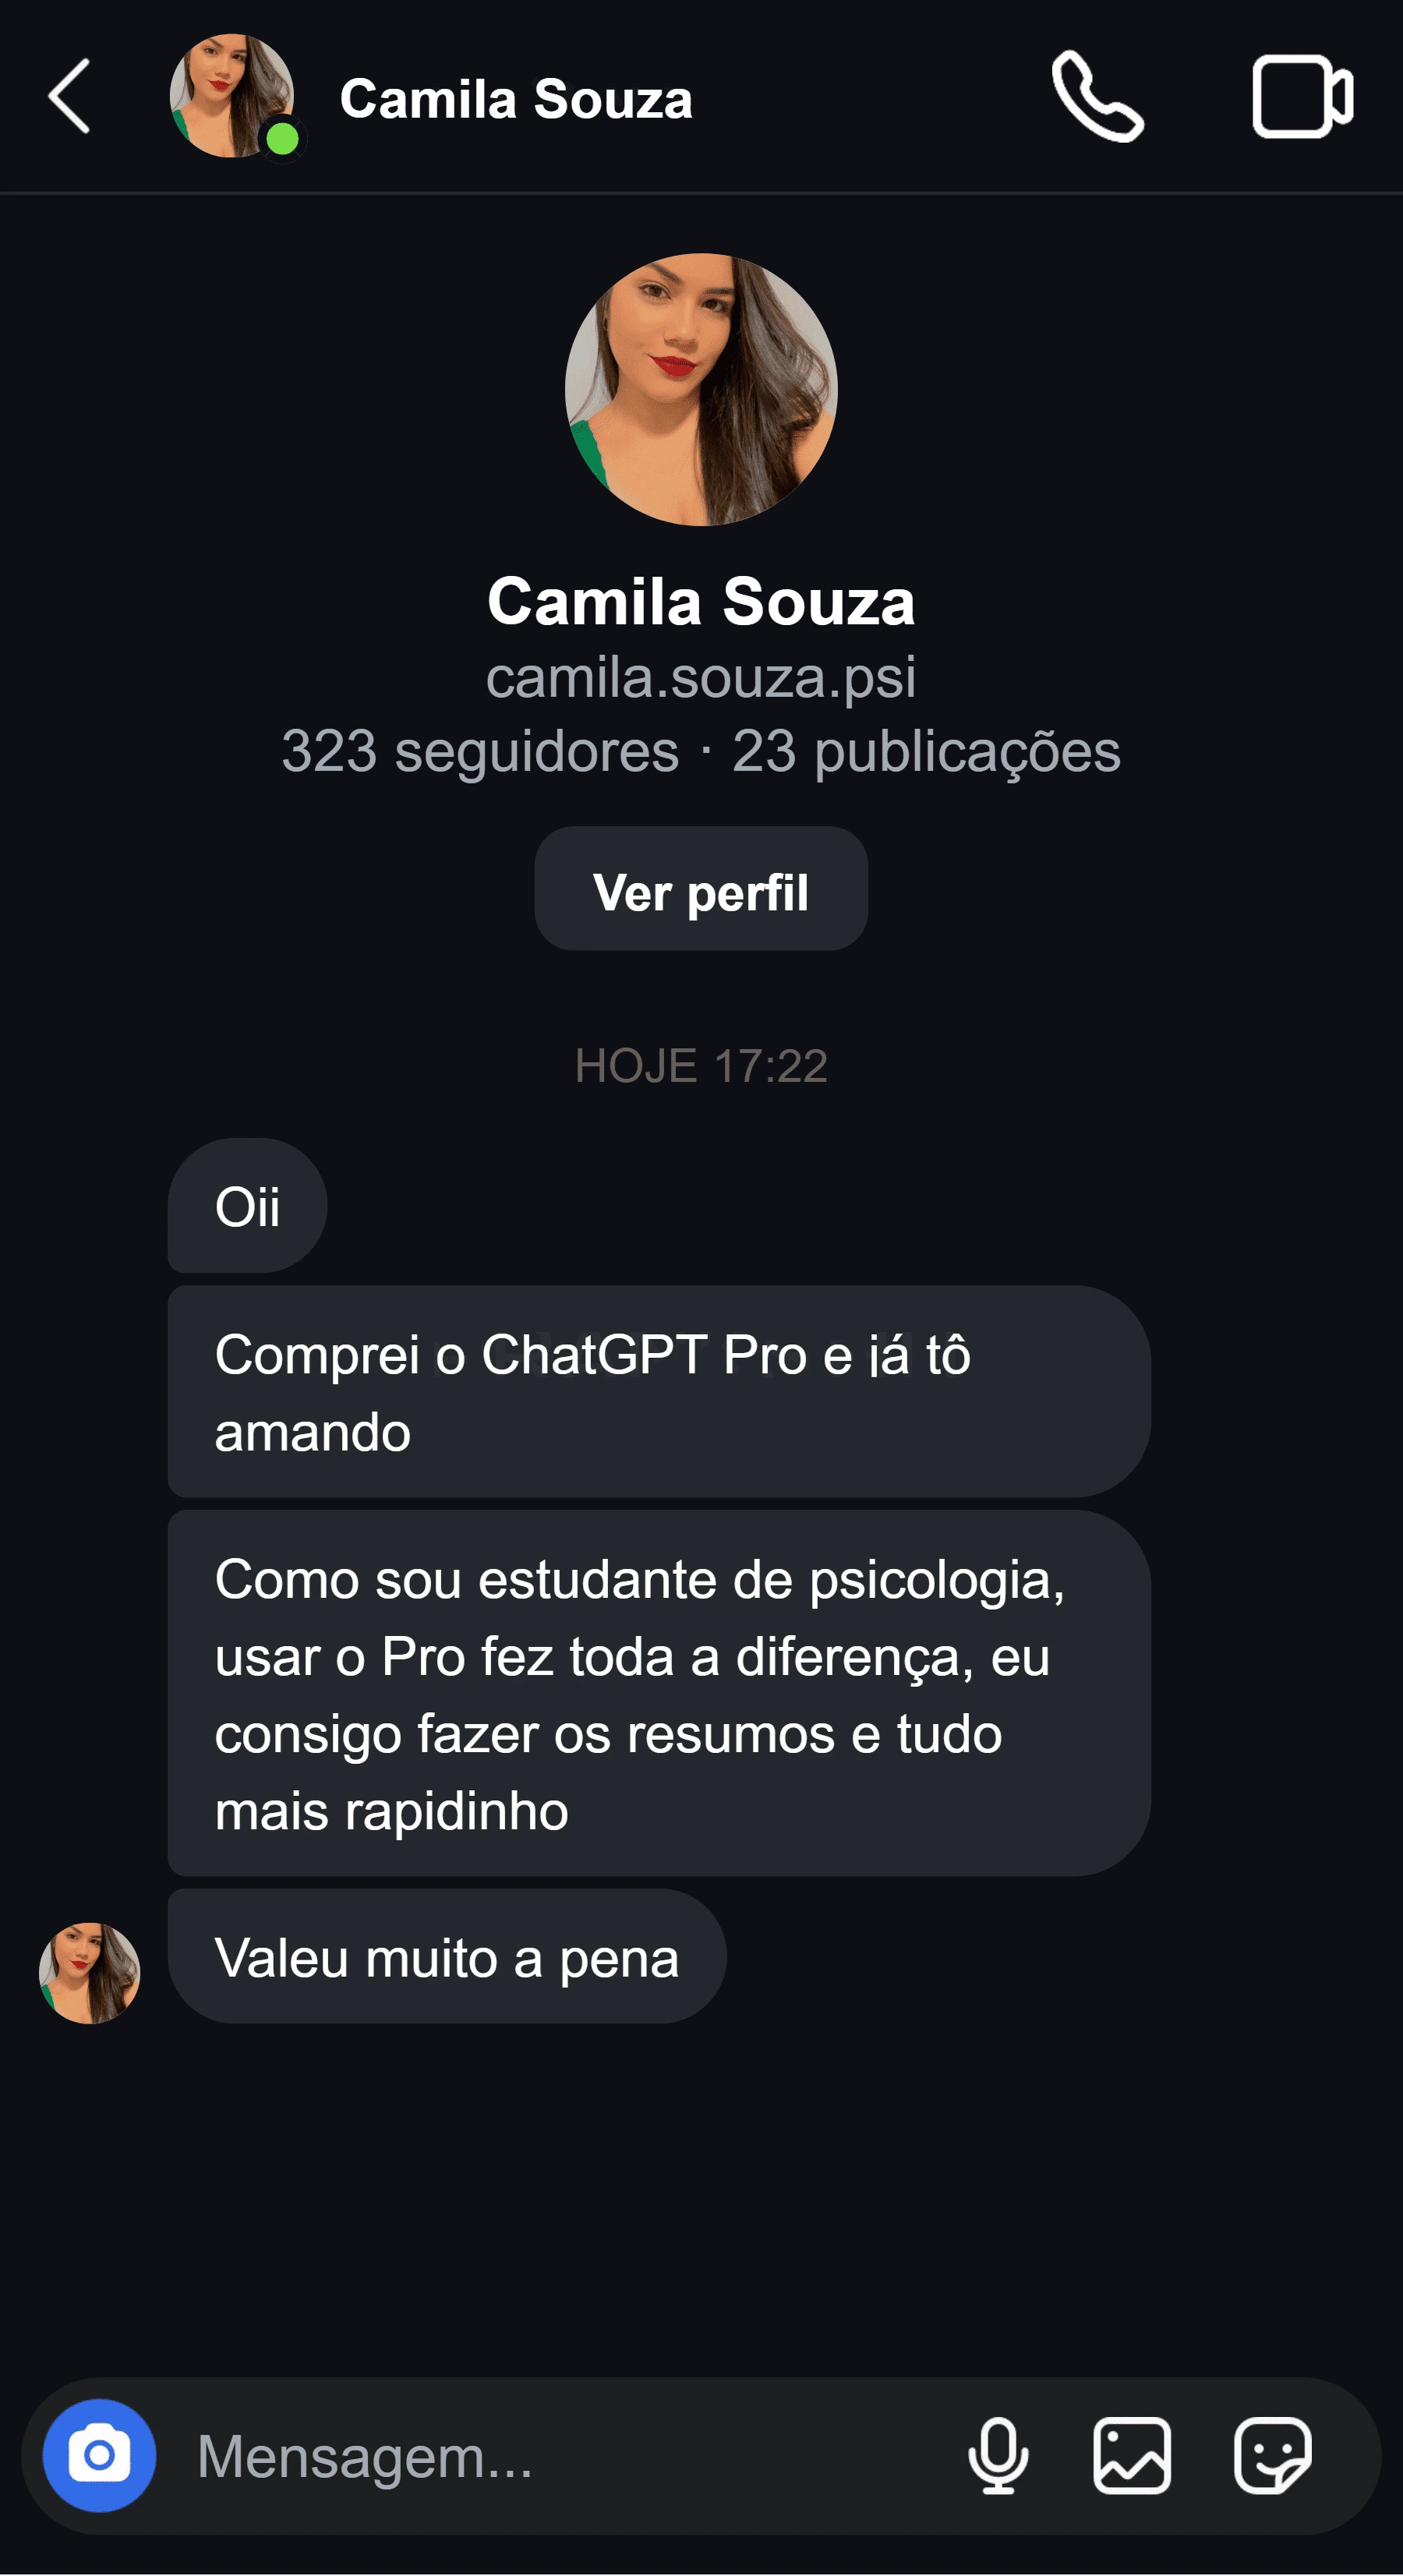 Camila Souza
Camila Souza
camila.souza.psi
323 seguidores · 23 publicações
Ver perfil
HOJE 17:22
Oii
Comprei o ChatGPT Pro e já tô
amando
Como sou estudante de psicologia,
usar o Pro fez toda a diferença, eu
consigo fazer os resumos e tudo
mais rapidinho
Valeu muito a pena
Mensagem...